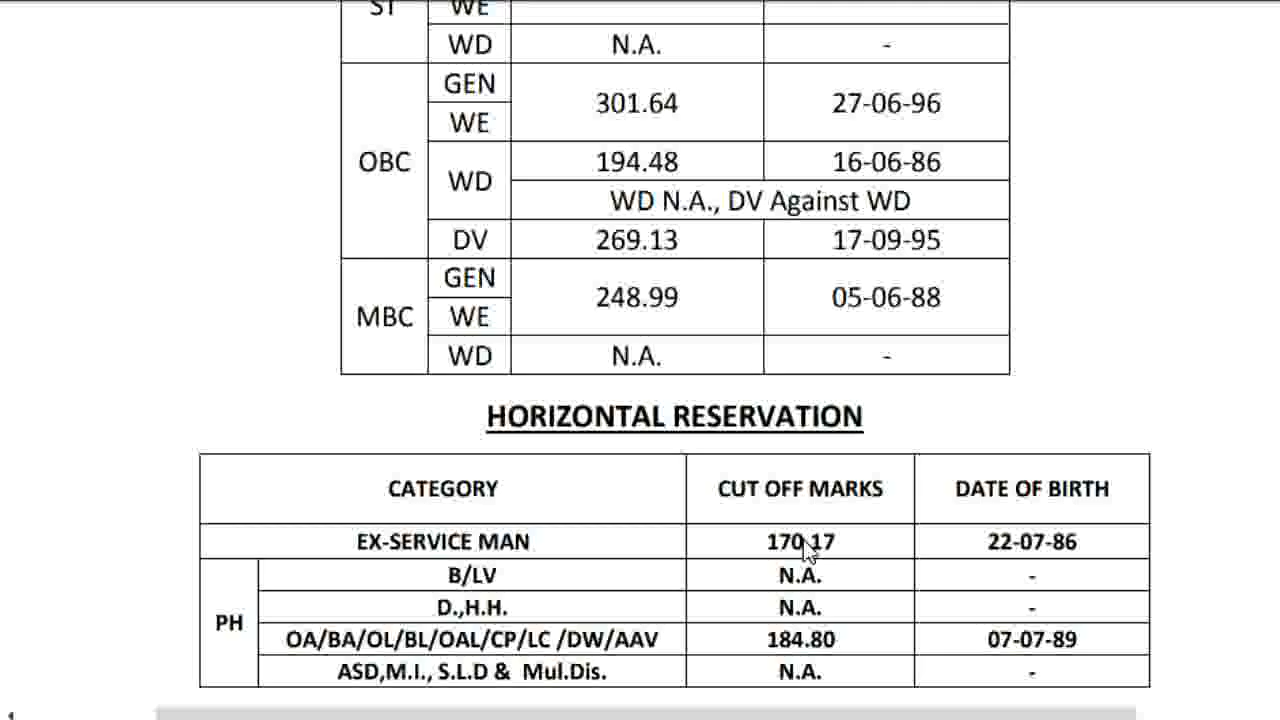 ST WE
WD N.A. -
GEN 301.64 27-06-96
WE
OBC WD 194.48 16-06-86
WD N.A., DV Against WD
DV 269.13 17-09-95
GEN 248.99 05-06-88
MBC WE
WD N.A. -
HORIZONTAL RESERVATION
CATEGORY CUT OFF MARKS DATE OF BIRTH
EX-SERVICE MAN 170.17 22-07-86
PH B/LV N.A. -
D.,H.H. N.A. -
OA/BA/OL/BL/OAL/CP/LC /DW/AAV 184.80 07-07-89
ASD,M.I., S.L.D & Mul.Dis. N.A. -